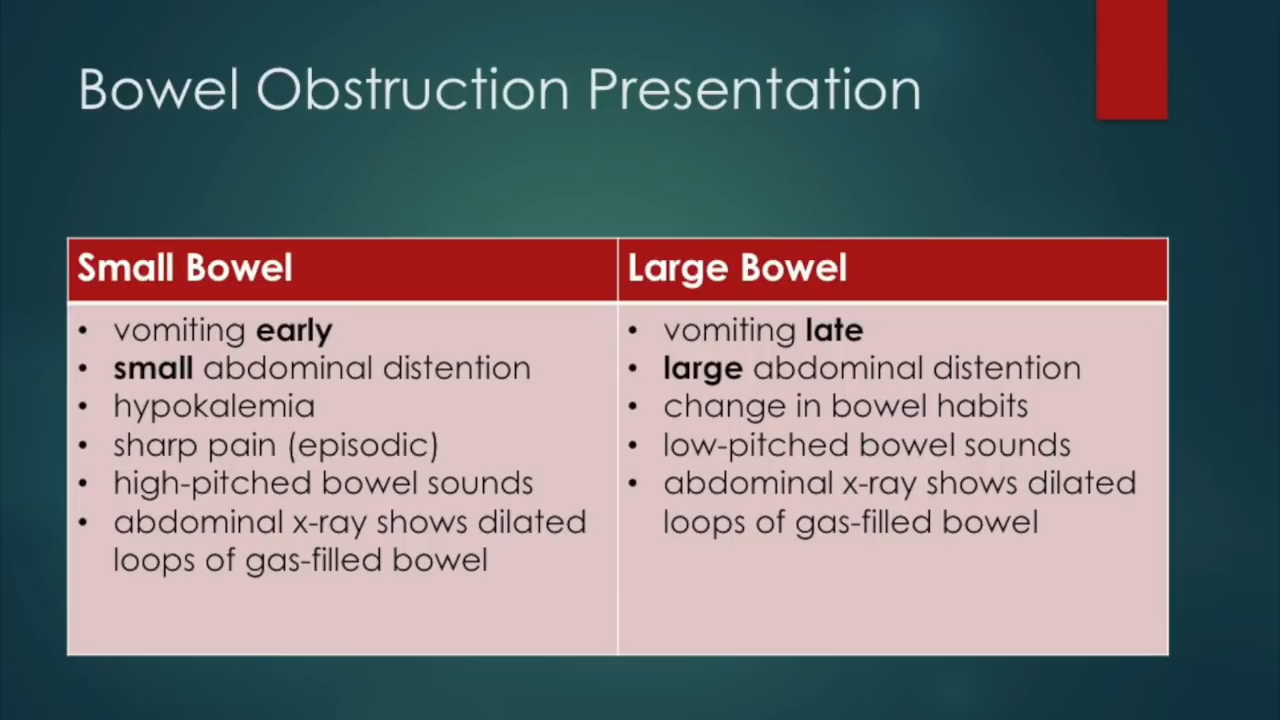 Bowel Obstruction Presentation
Small Bowel
• vomiting early
• small abdominal distention
• hypokalemia
• sharp pain (episodic)
• high-pitched bowel sounds
• abdominal x-ray shows dilated
loops of gas-filled bowel
Large Bowel
• vomiting late
• large abdominal distention
• change in bowel habits
• low-pitched bowel sounds
• abdominal x-ray shows dilated
loops of gas-filled bowel